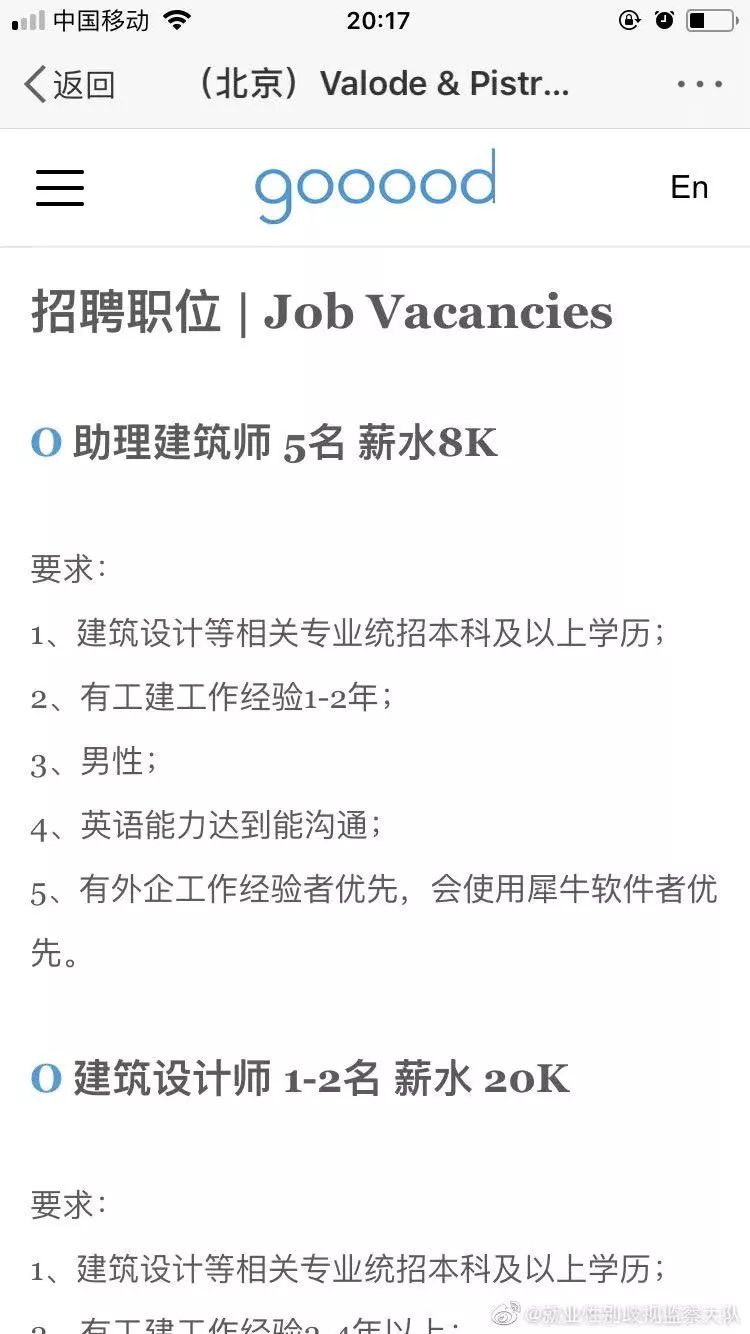 中国移动 20:17
返回 （北京）Valode & Pistr...
gooood En
招聘职位 | Job Vacancies
O 助理建筑师 5名 薪水8K
要求：
1、建筑设计等相关专业统招本科及以上学历；
2、有工建工作经验1-2年；
3、男性；
4、英语能力达到能沟通；
5、有外企工作经验者优先，会使用犀牛软件者优
先。
O 建筑设计师 1-2名 薪水 20K
要求：
1、建筑设计等相关专业统招本科及以上学历；
2、有工建工作经验3-4年以上；
@就业性别歧视监察大队